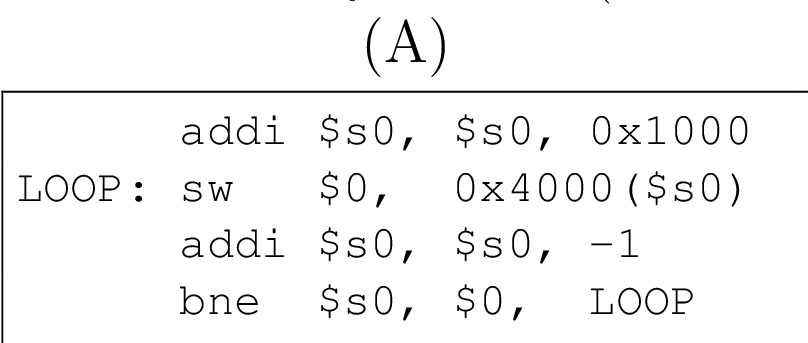 (A)
addi $s0, $s0, 0x1000
LOOP: sw $0, 0x4000($s0)
addi $s0, $s0, -1
bne $s0, $0, LOOP